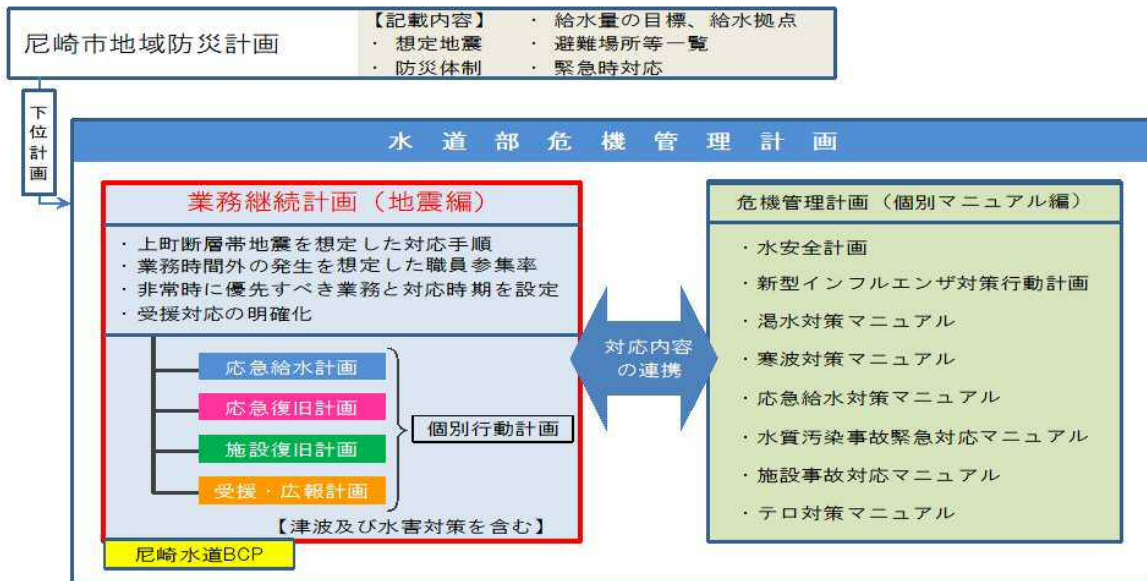 尼崎市地域防災計画
【記載内容】 ・ 給水量の目標、給水拠点
・ 想定地震 ・ 避難場所等一覧
・ 防災体制 ・ 緊急時対応
下位計画
水道部危機管理計画
業務継続計画（地震編）
・上町断層帯地震を想定した対応手順
・業務時間外の発生を想定した職員参集率
・非常時に優先すべき業務と対応時期を設定
・受援対応の明確化
応急給水計画
応急復旧計画
施設復旧計画
受援・広報計画
個別行動計画
【津波及び水害対策を含む】
尼崎水道BCP
対応内容
の連携
危機管理計画（個別マニュアル編）
・水安全計画
・新型インフルエンザ対策行動計画
・渇水対策マニュアル
・寒波対策マニュアル
・応急給水対策マニュアル
・水質汚染事故緊急対応マニュアル
・施設事故対応マニュアル
・テロ対策マニュアル